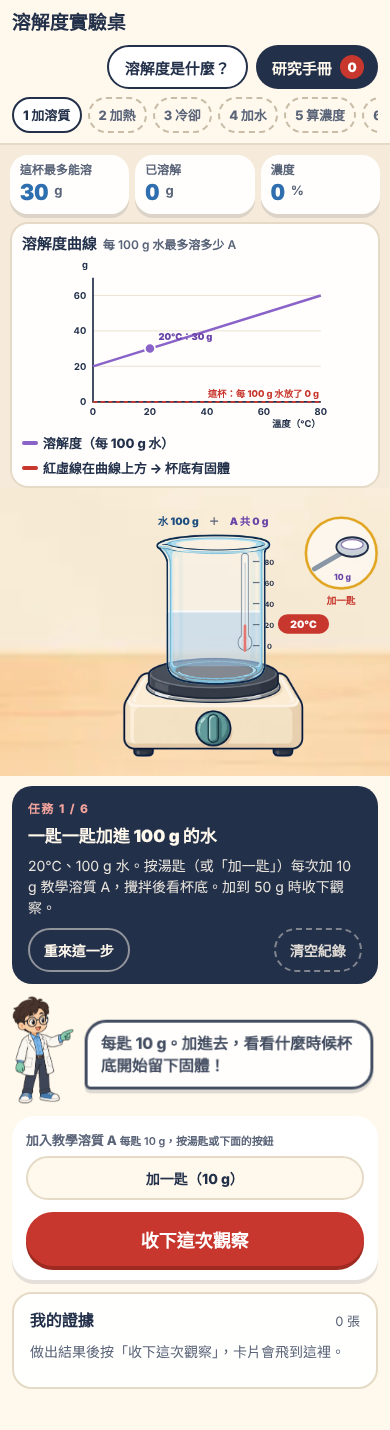 溶解度實驗桌
溶解度是什麼？
研究手冊 0
1 加溶質
2 加熱
3 冷卻
4 加水
5 算濃度
6
這杯最多能溶
30 g
已溶解
0 g
濃度
0 %
溶解度曲線 每 100 g 水最多溶多少 A
g
60
40
20
0
20°C：30 g
這杯：每 100 g 水放了 0 g
0 20 40 60 80
溫度（°C）
溶解度（每 100 g 水）
紅虛線在曲線上方 → 杯底有固體
水 100 g ＋ A 共 0 g
80
60
40
20
0
10 g
加一匙
20°C
任務 1 / 6
一匙一匙加進 100 g 的水
20°C、100 g 水。按湯匙（或「加一匙」）每次加 10
g 教學溶質 A，攪拌後看杯底。加到 50 g 時收下觀
察。
重來這一步
清空紀錄
每匙 10 g。加進去，看看什麼時候杯
底開始留下固體！
加入教學溶質 A 每匙 10 g，按湯匙或下面的按鈕
加一匙（10 g）
收下這次觀察
我的證據
0 張
做出結果後按「收下這次觀察」，卡片會飛到這裡。